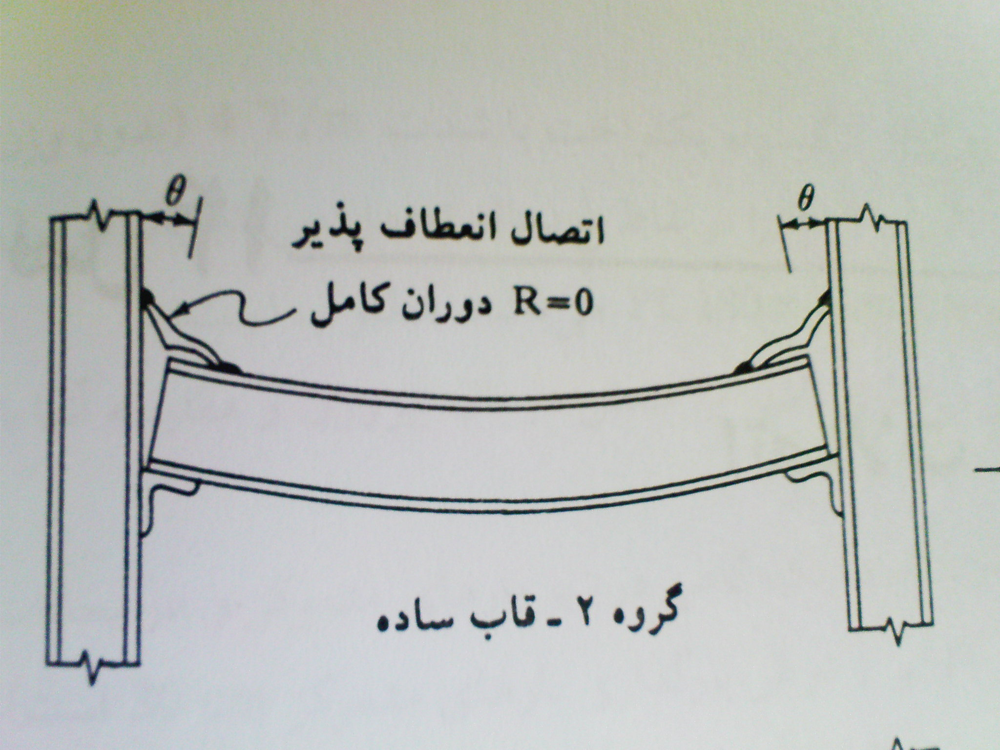 θ
θ
اتصال انعطاف پذیر
R=0 دوران کامل
گروه ۲ - قاب ساده